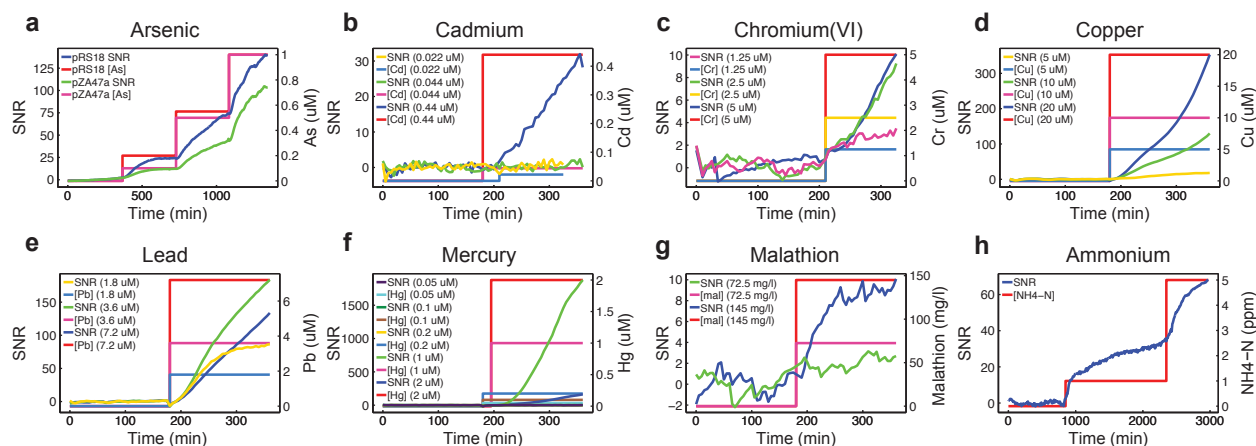 a Arsenic
pRS18 SNR
pRS18 [As]
pZA47a SNR
pZA47a [As]
SNR
125
100
75
50
25
0
1
0.8
0.6
0.4
0.2
0
As (uM)
0 500 1000
Time (min)
b Cadmium
SNR (0.022 uM)
[Cd] (0.022 uM)
SNR (0.044 uM)
[Cd] (0.044 uM)
SNR (0.44 uM)
[Cd] (0.44 uM)
SNR
30
20
10
0
0.4
0.3
0.2
0.1
0
Cd (uM)
0 100 200 300
Time (min)
c Chromium(VI)
SNR (1.25 uM)
[Cr] (1.25 uM)
SNR (2.5 uM)
[Cr] (2.5 uM)
SNR (5 uM)
[Cr] (5 uM)
SNR
10
8
6
4
2
0
5
4
3
2
1
0
Cr (uM)
0 100 200 300
Time (min)
d Copper
SNR (5 uM)
[Cu] (5 uM)
SNR (10 uM)
[Cu] (10 uM)
SNR (20 uM)
[Cu] (20 uM)
SNR
300
200
100
0
20
15
10
5
0
Cu (uM)
0 100 200 300
Time (min)
e Lead
SNR (1.8 uM)
[Pb] (1.8 uM)
SNR (3.6 uM)
[Pb] (3.6 uM)
SNR (7.2 uM)
[Pb] (7.2 uM)
SNR
150
100
50
0
6
4
2
0
Pb (uM)
0 100 200 300
Time (min)
f Mercury
SNR (0.05 uM)
[Hg] (0.05 uM)
SNR (0.1 uM)
[Hg] (0.1 uM)
SNR (0.2 uM)
[Hg] (0.2 uM)
SNR (1 uM)
[Hg] (1 uM)
SNR (2 uM)
[Hg] (2 uM)
SNR
2000
1500
1000
500
0
2
1.5
1
0.5
0
Hg (uM)
0 100 200 300
Time (min)
g Malathion
SNR (72.5 mg/l)
[mal] (72.5 mg/l)
SNR (145 mg/l)
[mal] (145 mg/l)
SNR
10
8
6
4
2
0
−2
150
100
50
0
Malathion (mg/l)
0 100 200 300
Time (min)
h Ammonium
SNR
[NH4−N]
SNR
60
40
20
0
5
4
3
2
1
0
NH4−N (ppm)
0 1000 2000 3000
Time (min)